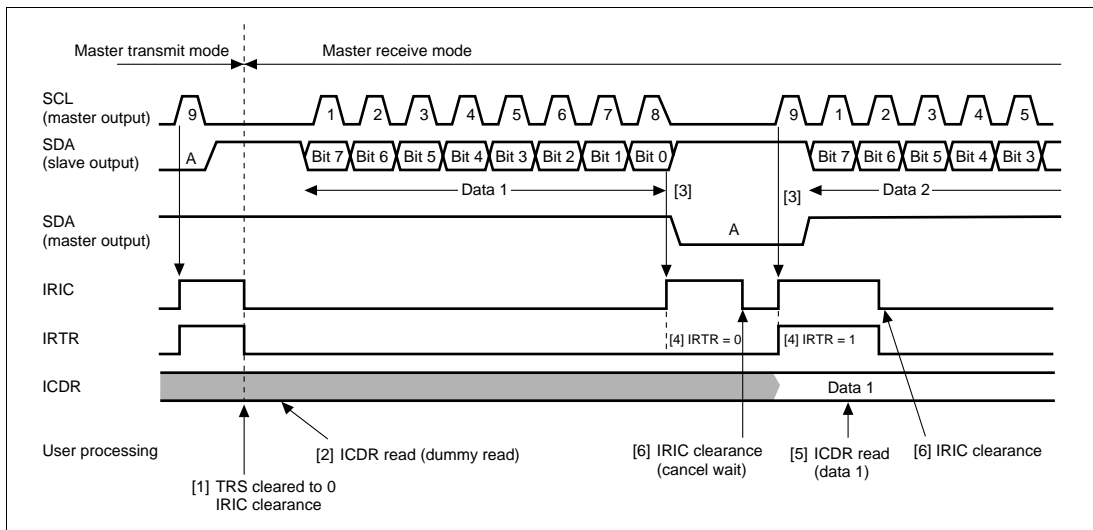 Master transmit mode
Master receive mode
SCL
(master output)
9 1 2 3 4 5 6 7 8 9 1 2 3 4 5
SDA
(slave output)
A Bit 7 Bit 6 Bit 5 Bit 4 Bit 3 Bit 2 Bit 1 Bit 0 Bit 7 Bit 6 Bit 5 Bit 4 Bit 3
Data 1 [3] [3] Data 2
SDA
(master output)
A
IRIC
IRTR
[4] IRTR = 0 [4] IRTR = 1
ICDR
Data 1
User processing
[2] ICDR read (dummy read)
[6] IRIC clearance
(cancel wait)
[5] ICDR read
(data 1)
[6] IRIC clearance
[1] TRS cleared to 0
IRIC clearance